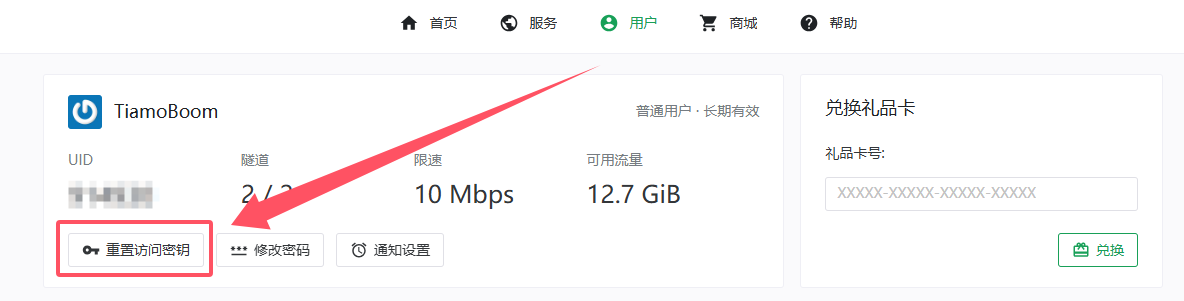 首页 服务 用户 商城 帮助
TiamoBoom 普通用户 · 长期有效
UID 隧道 限速 可用流量
2 / 2 10 Mbps 12.7 GiB
重置访问密钥 修改密码 通知设置
兑换礼品卡
礼品卡号:
XXXXX-XXXXX-XXXXX-XXXXX
兑换